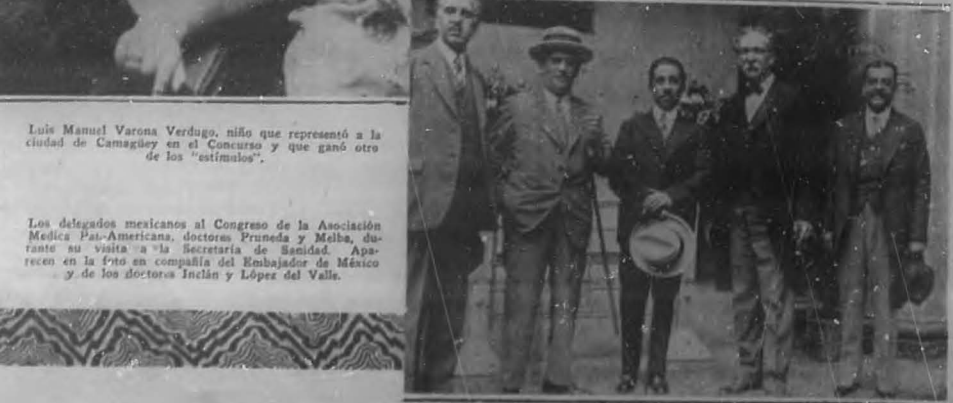 Luis Manuel Varona Verdugo, niño que representó a la
ciudad de Camagüey en el Concurso y que ganó otro
de los "estímulos".
Los delegados mexicanos al Congreso de la Asociación
Medica Pan-Americana, doctores Pruneda y Melba, du-
rante su visita a la Secretaría de Sanidad. Apa-
recen en la foto en compañía del Embajador de México
y de los doctores Inclán y López del Valle.